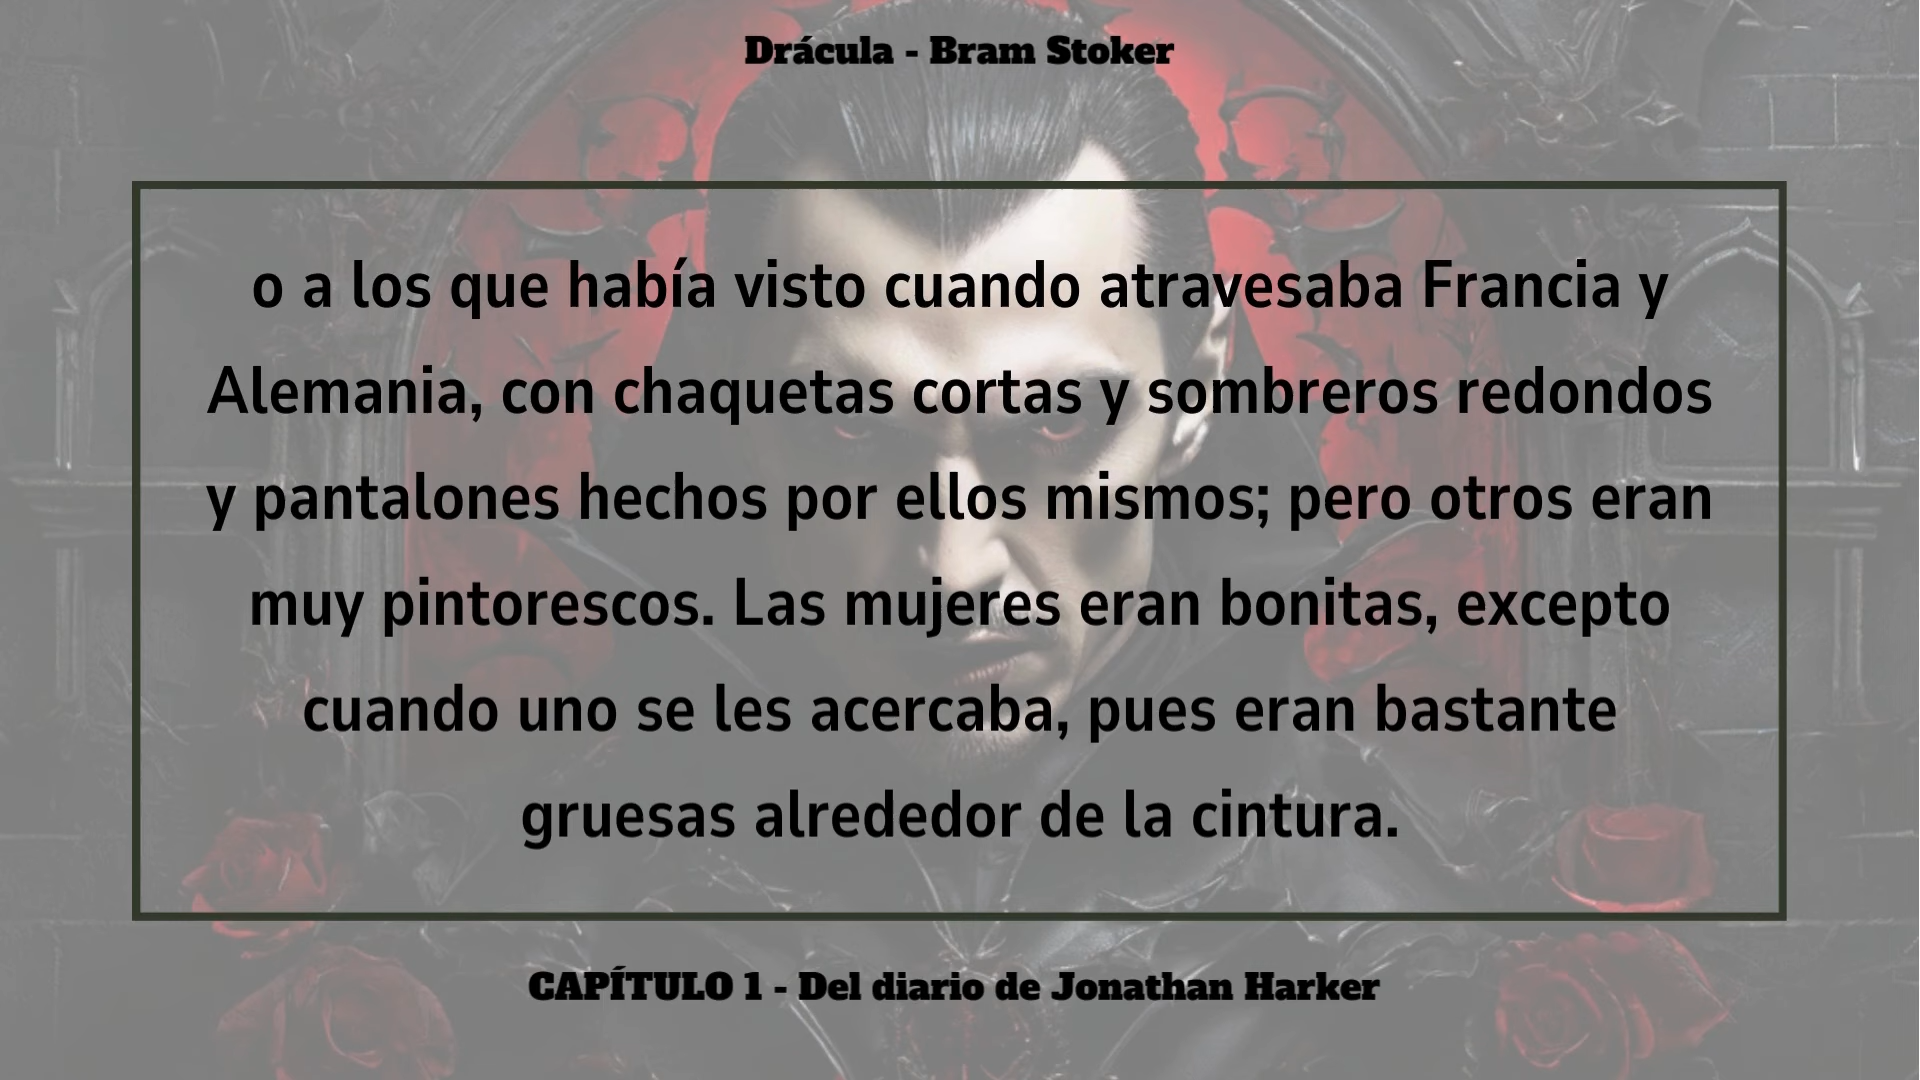 Drácula - Bram Stoker
o a los que había visto cuando atravesaba Francia y
Alemania, con chaquetas cortas y sombreros redondos
y pantalones hechos por ellos mismos; pero otros eran
muy pintorescos. Las mujeres eran bonitas, excepto
cuando uno se les acercaba, pues eran bastante
gruesas alrededor de la cintura.
CAPÍTULO 1 - Del diario de Jonathan Harker